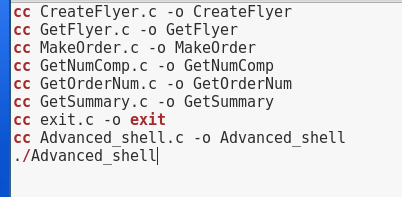 cc CreateFlyer.c -o CreateFlyer
cc GetFlyer.c -o GetFlyer
cc MakeOrder.c -o MakeOrder
cc GetNumComp.c -o GetNumComp
cc GetOrderNum.c -o GetOrderNum
cc GetSummary.c -o GetSummary
cc exit.c -o exit
cc Advanced_shell.c -o Advanced_shell
./Advanced_shell